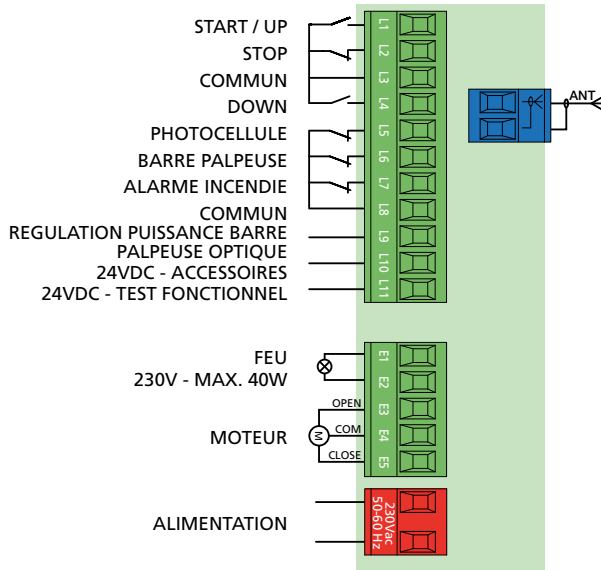 START / UP
STOP
COMMUN
DOWN
PHOTOCELLULE
BARRE PALPEUSE
ALARME INCENDIE
COMMUN
REGULATION PUISSANCE BARRE
PALPEUSE OPTIQUE
24VDC - ACCESSOIRES
24VDC - TEST FONCTIONNEL
L1
L2
L3
L4
L5
L6
L7
L8
L9
L10
L11
ANT
FEU
230V - MAX. 40W
MOTEUR
OPEN
COM
CLOSE
M
E1
E2
E3
E4
E5
ALIMENTATION
230Vac
50-60 Hz